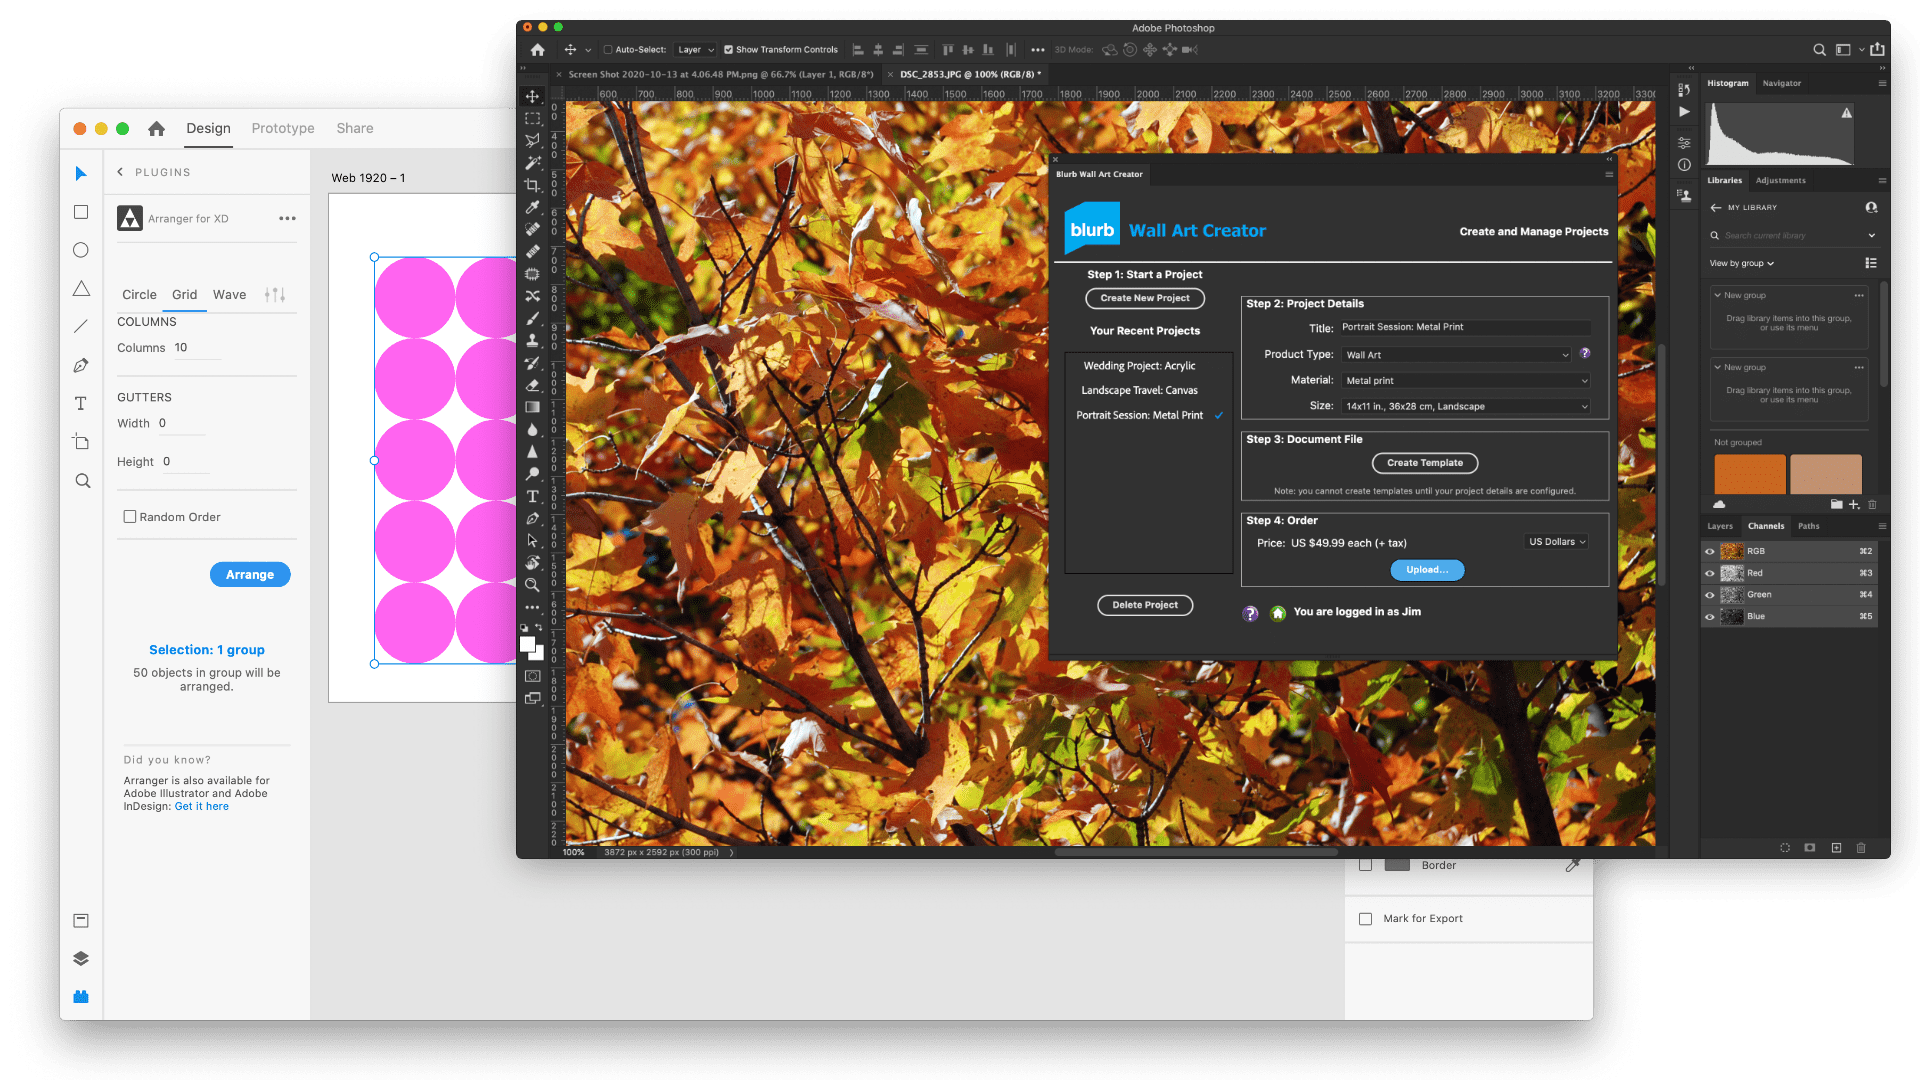 Design
Prototype
Share
PLUGINS
Arranger for XD
Circle
Grid
Wave
COLUMNS
Columns 10
GUTTERS
Width 0
Height 0
Random Order
Arrange
Selection: 1 group
50 objects in group will be
arranged.
Did you know?
Arranger is also available for
Adobe Illustrator and Adobe
InDesign: Get it here
Web 1920 – 1
Border
Mark for Export
Adobe Photoshop
Auto-Select:
Layer
Show Transform Controls
3D Mode:
Screen Shot 2020-10-13 at 4.06.48 PM.png @ 66.7% (Layer 1, RGB/8*)
DSC_2853.JPG @ 100% (RGB/8) *
600 700 800 900 1000 1100 1200 1300 1400 1500 1600 1700 1800 1900 2000 2100 2200 2300 2400 2500 2600 2700 2800 2900 3000 3100 3200 3300
Blurb Wall Art Creator
blurb
Wall Art Creator
Create and Manage Projects
Step 1: Start a Project
Create New Project
Your Recent Projects
Wedding Project: Acrylic
Landscape Travel: Canvas
Portrait Session: Metal Print
Delete Project
Step 2: Project Details
Title: Portrait Session: Metal Print
Product Type: Wall Art
Material: Metal print
Size: 14x11 in., 36x28 cm, Landscape
Step 3: Document File
Create Template
Note: you cannot create templates until your project details are configured.
Step 4: Order
Price: US $49.99 each (+ tax)
US Dollars
Upload...
You are logged in as Jim
100%
3872 px x 2592 px (300 ppi)
Histogram
Navigator
Libraries
Adjustments
MY LIBRARY
Search current library
View by group
New group
Drag library items into this group,
or use its menu
New group
Drag library items into this group,
or use its menu
Not grouped
Layers
Channels
Paths
RGB ⌘2
Red ⌘3
Green ⌘4
Blue ⌘5